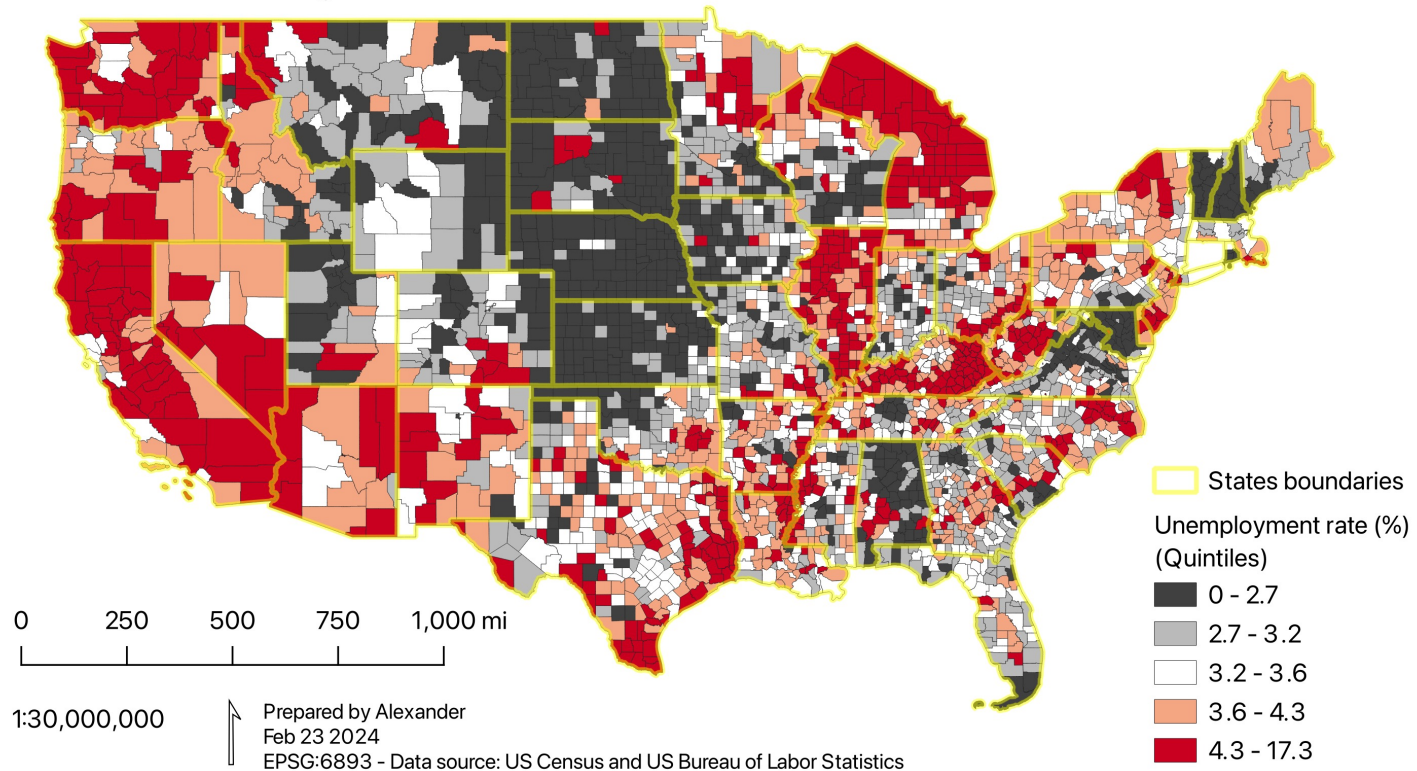 States boundaries
Unemployment rate (%)
(Quintiles)
0 - 2.7
2.7 - 3.2
3.2 - 3.6
3.6 - 4.3
4.3 - 17.3
0 250 500 750 1,000 mi
1:30,000,000
Prepared by Alexander
Feb 23 2024
EPSG:6893 - Data source: US Census and US Bureau of Labor Statistics